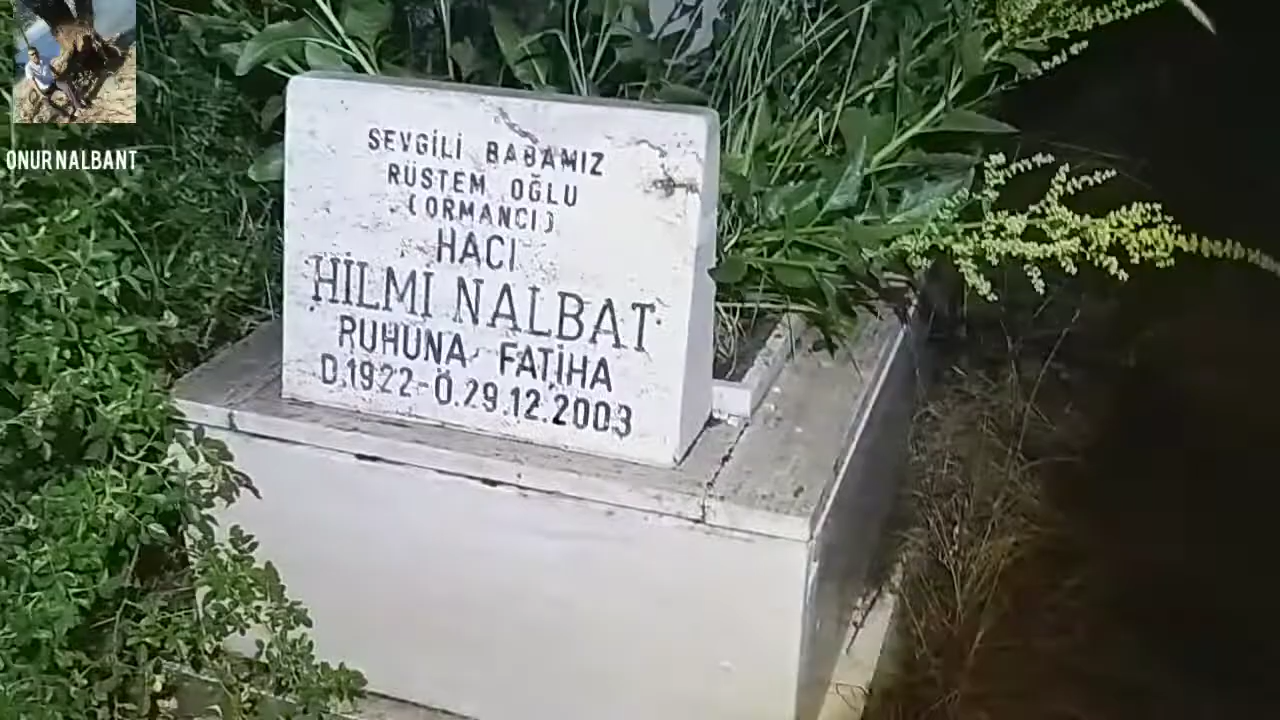 ONUR NALBANT
SEVGİLİ BABAMIZ
RÜSTEM OĞLU
(ORMANCI)
HACI
HİLMİ NALBAT
RUHUNA FATİHA
D.1922-Ö.29.12.2003